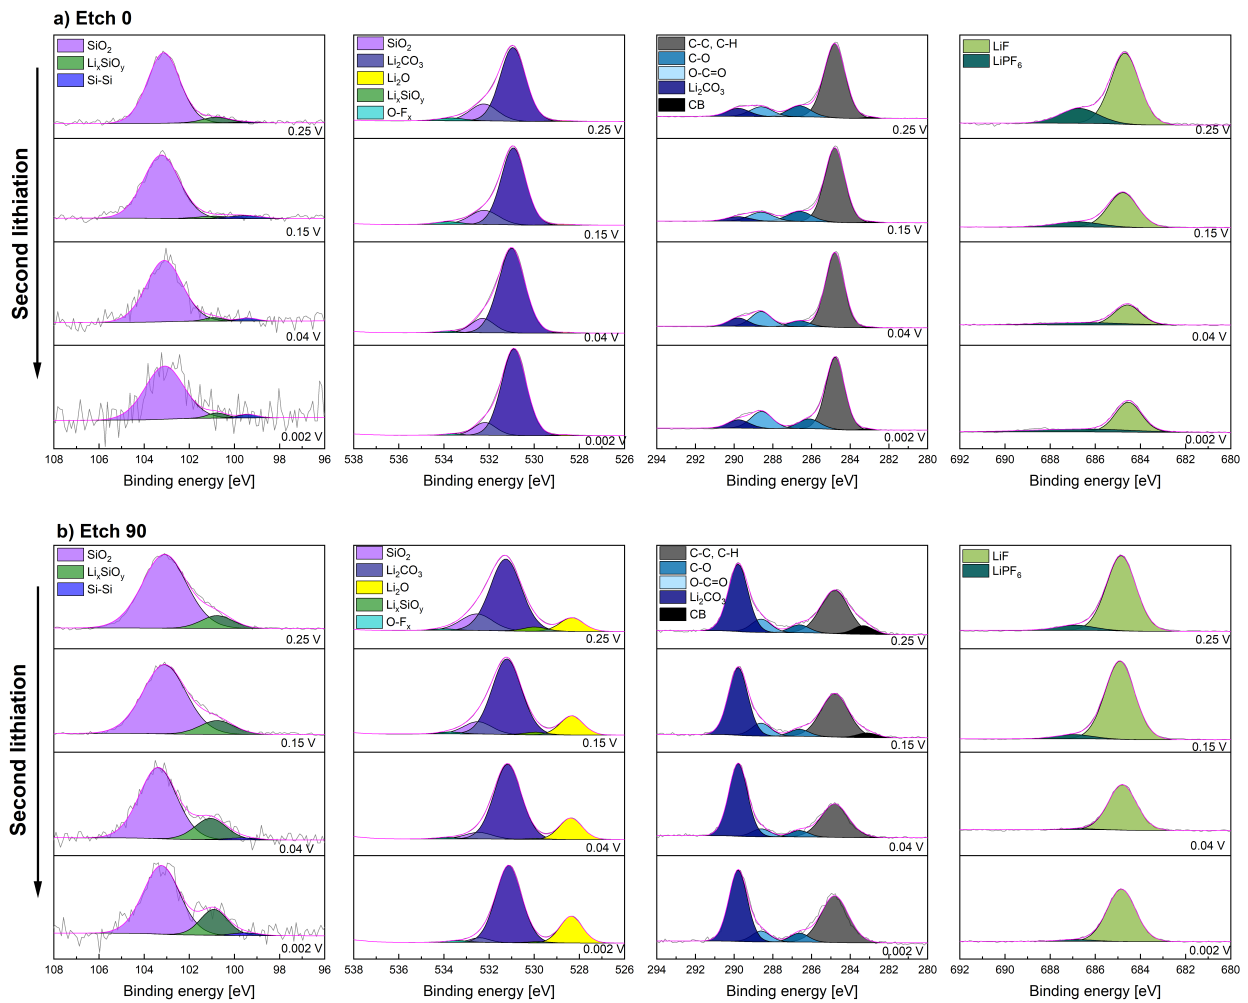 a) Etch 0
Second lithiation
SiO₂
LiₓSiOᵧ
Si-Si
0.25 V
0.15 V
0.04 V
0.002 V
108 106 104 102 100 98 96
Binding energy [eV]
SiO₂
Li₂CO₃
Li₂O
LiₓSiOᵧ
O-Fₓ
0.25 V
0.15 V
0.04 V
0.002 V
538 536 534 532 530 528 526
Binding energy [eV]
C-C, C-H
C-O
O-C=O
Li₂CO₃
CB
0.25 V
0.15 V
0.04 V
0.002 V
294 292 290 288 286 284 282 280
Binding energy [eV]
LiF
LiPF₆
0.25 V
0.15 V
0.04 V
0.002 V
692 690 688 686 684 682 680
Binding energy [eV]
b) Etch 90
Second lithiation
SiO₂
LiₓSiOᵧ
Si-Si
0.25 V
0.15 V
0.04 V
0.002 V
108 106 104 102 100 98 96
Binding energy [eV]
SiO₂
Li₂CO₃
Li₂O
LiₓSiOᵧ
O-Fₓ
0.25 V
0.15 V
0.04 V
0.002 V
538 536 534 532 530 528 526
Binding energy [eV]
C-C, C-H
C-O
O-C=O
Li₂CO₃
CB
0.25 V
0.15 V
0.04 V
0.002 V
294 292 290 288 286 284 282 280
Binding energy [eV]
LiF
LiPF₆
0.25 V
0.15 V
0.04 V
0.002 V
692 690 688 686 684 682 680
Binding energy [eV]